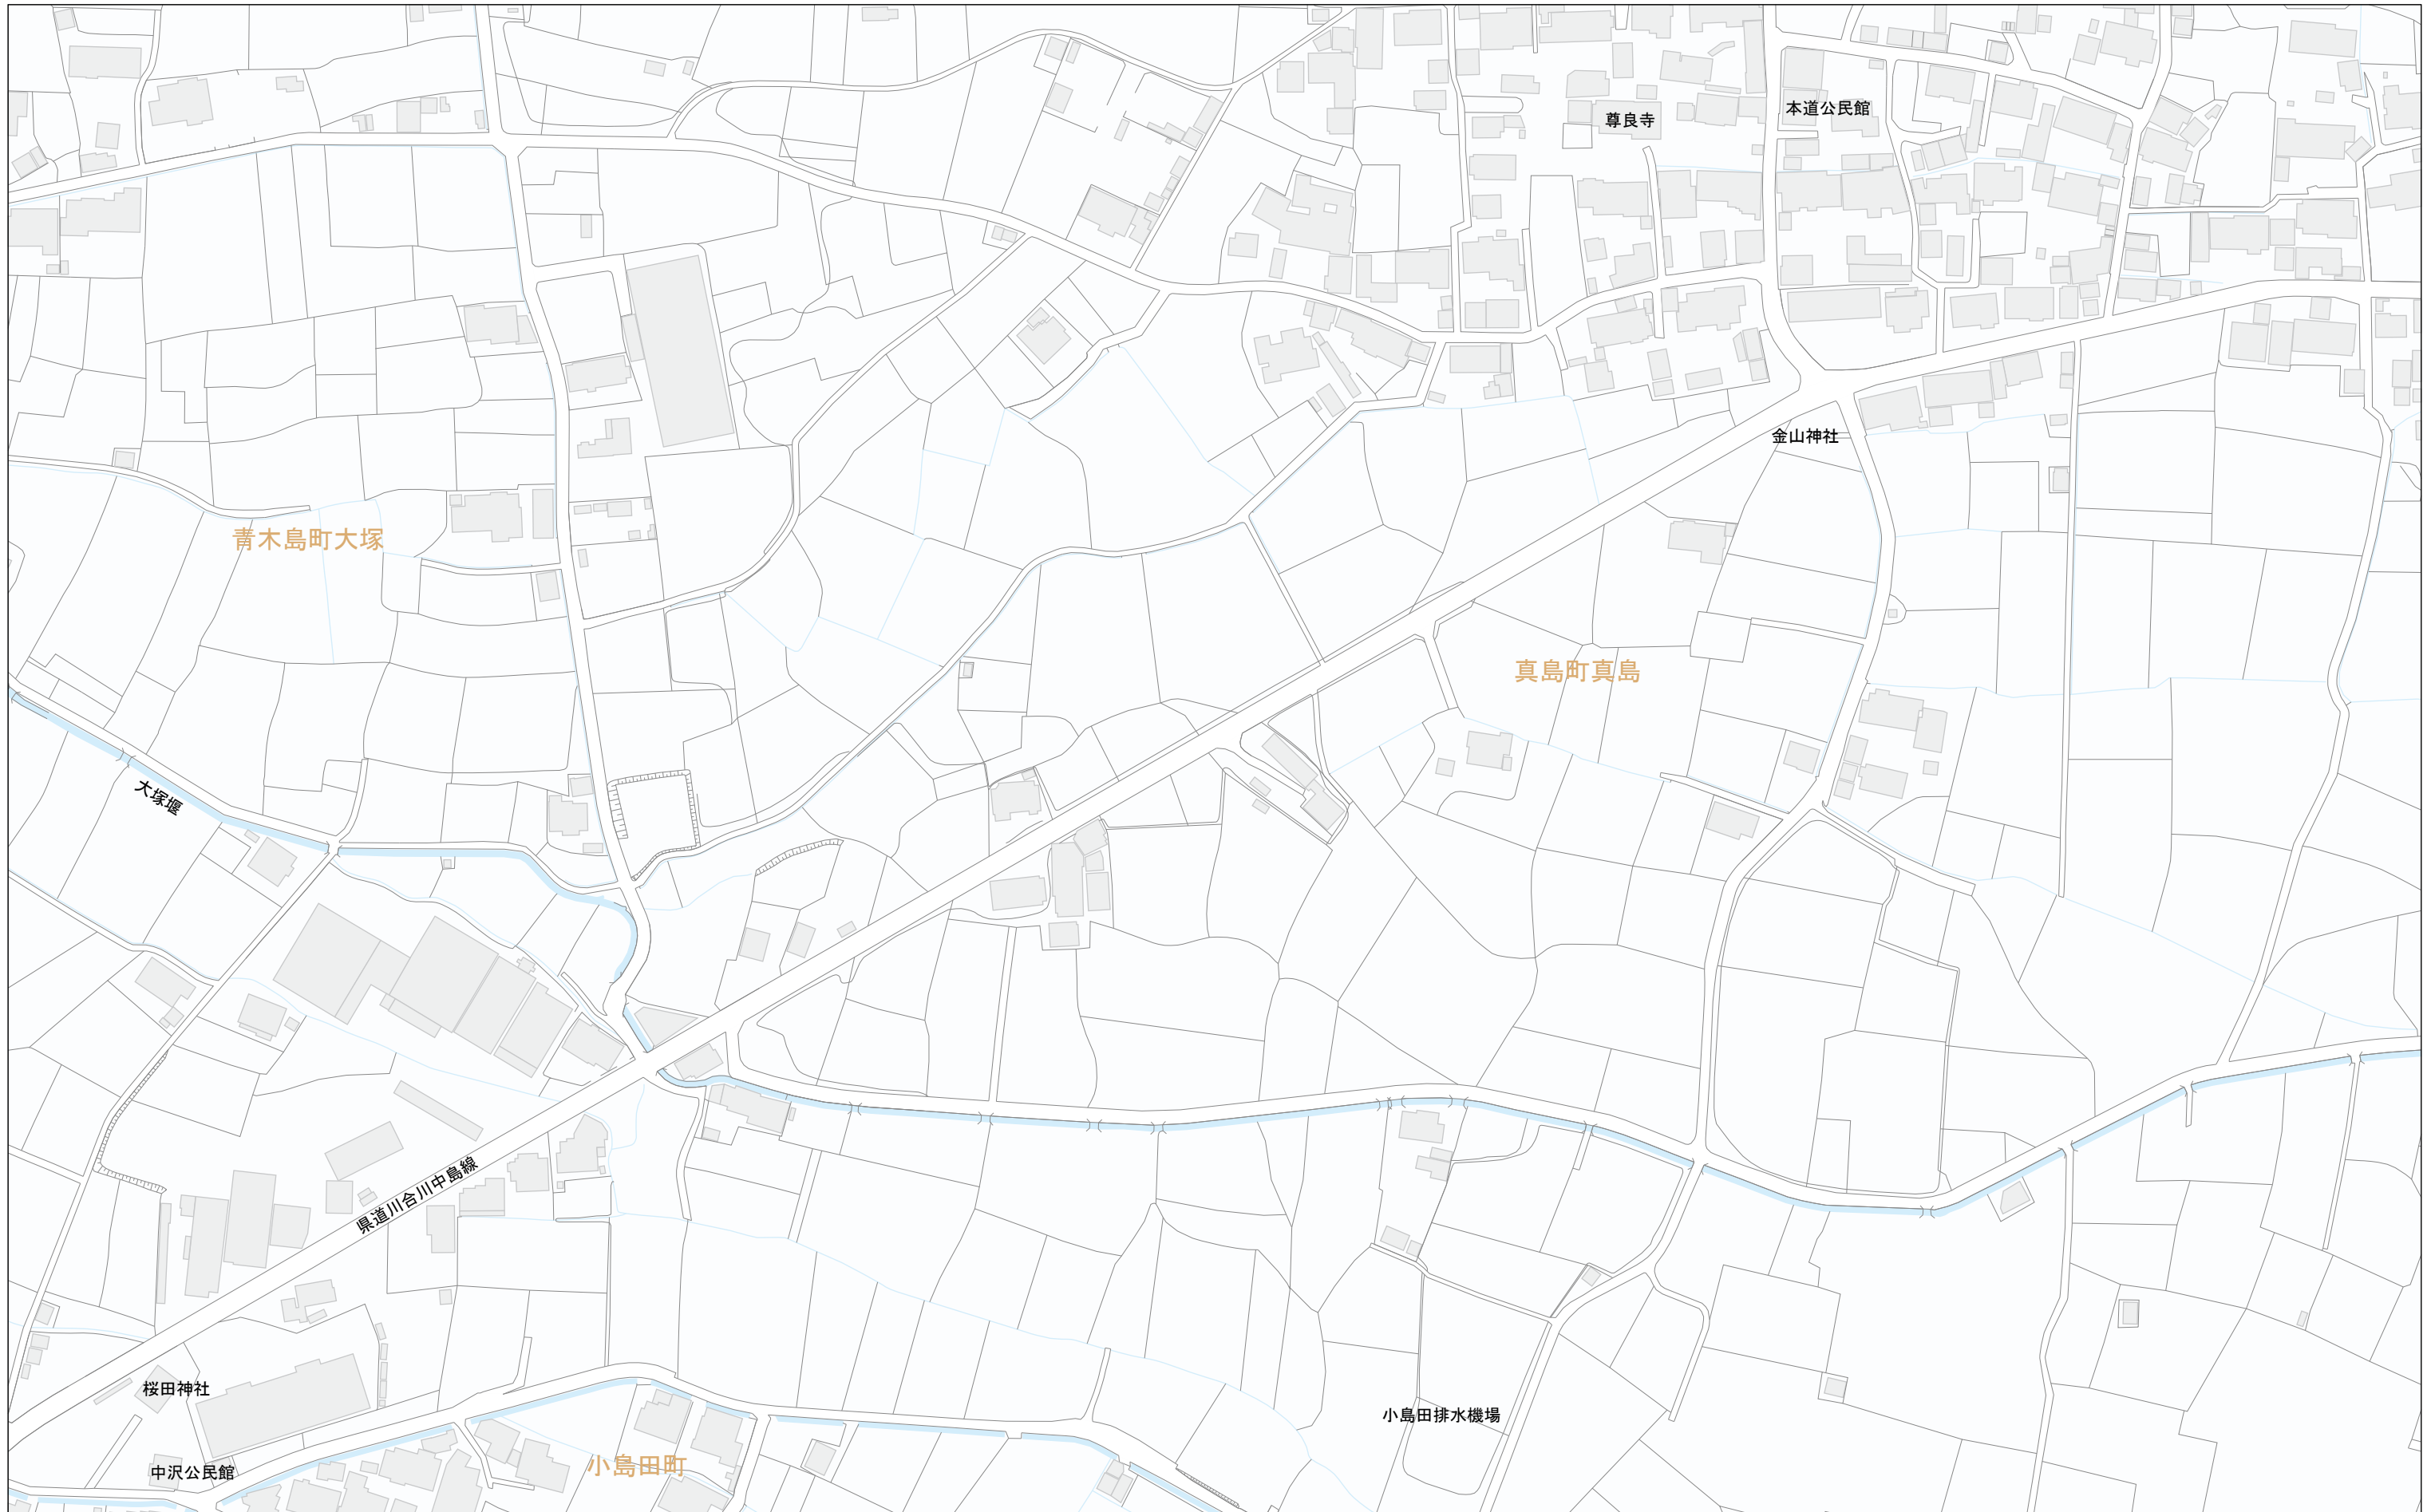 本道公民館
尊良寺
金山神社
青木島町大塚
真島町真島
大塚堰
県道川合川中島線
桜田神社
小島田排水機場
小島田町
中沢公民館